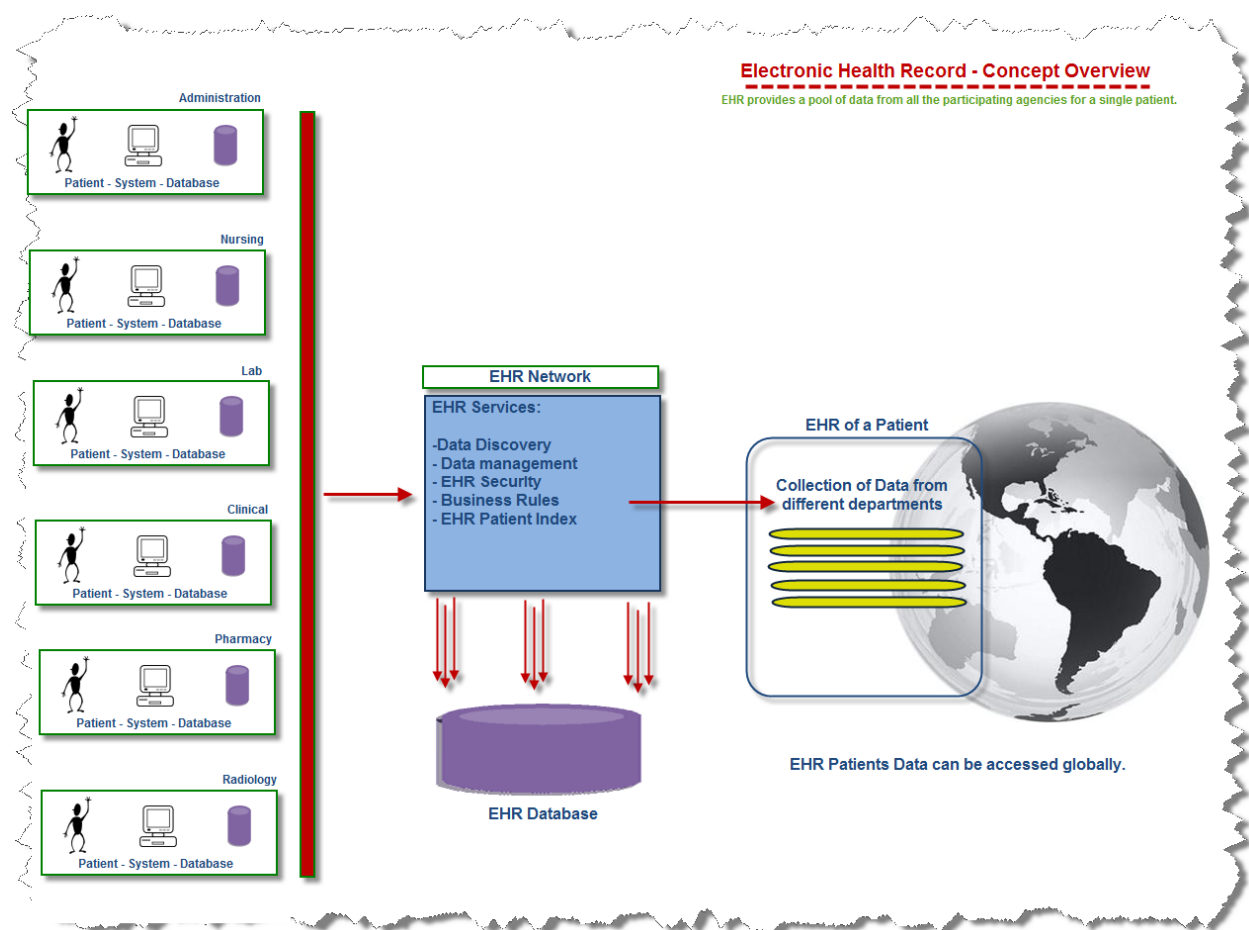 Electronic Health Record - Concept Overview
EHR provides a pool of data from all the participating agencies for a single patient.
Administration
Patient - System - Database
Nursing
Patient - System - Database
Lab
Patient - System - Database
Clinical
Patient - System - Database
Pharmacy
Patient - System - Database
Radiology
Patient - System - Database
EHR Network
EHR Services:
-Data Discovery
- Data management
- EHR Security
- Business Rules
- EHR Patient Index
EHR Database
EHR of a Patient
Collection of Data from
different departments
EHR Patients Data can be accessed globally.